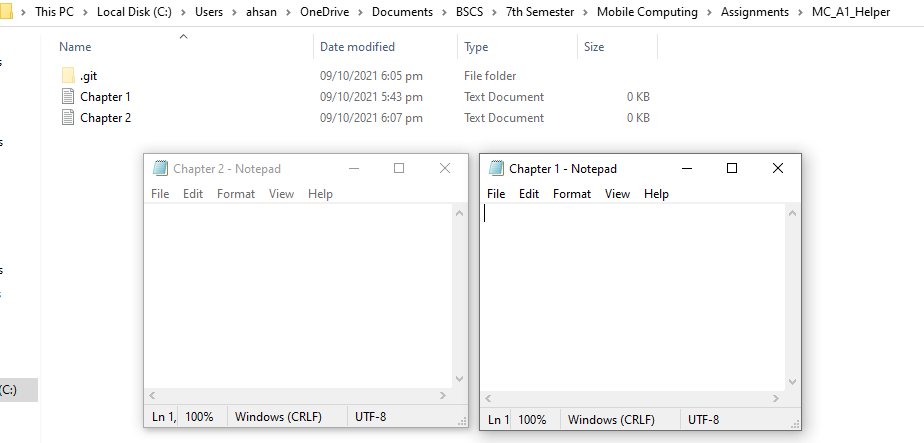 This PC > Local Disk (C:) > Users > ahsan > OneDrive > Documents > BSCS > 7th Semester > Mobile Computing > Assignments > MC_A1_Helper
Name Date modified Type Size
.git 09/10/2021 6:05 pm File folder
Chapter 1 09/10/2021 5:43 pm Text Document 0 KB
Chapter 2 09/10/2021 6:07 pm Text Document 0 KB
Chapter 2 - Notepad
File Edit Format View Help
Ln 1, 100% Windows (CRLF) UTF-8
Chapter 1 - Notepad
File Edit Format View Help
Ln 1 100% Windows (CRLF) UTF-8
(C:)